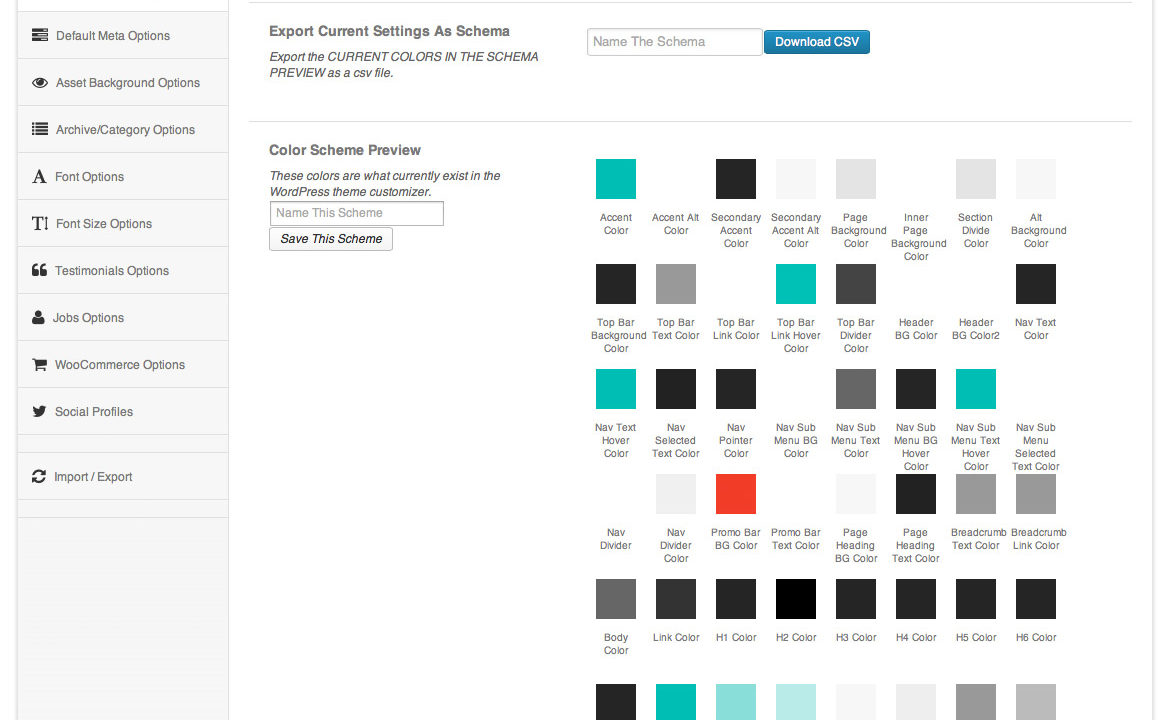 Default Meta Options
Asset Background Options
Archive/Category Options
Font Options
Font Size Options
Testimonials Options
Jobs Options
WooCommerce Options
Social Profiles
Import / Export
Export Current Settings As Schema
Export the CURRENT COLORS IN THE SCHEMA
PREVIEW as a csv file.
Name The Schema
Download CSV
Color Scheme Preview
These colors are what currently exist in the
WordPress theme customizer.
Name This Scheme
Save This Scheme
Accent
Color
Accent Alt
Color
Secondary
Accent
Color
Secondary
Accent Alt
Color
Page
Background
Color
Inner
Page
Background
Color
Section
Divide
Color
Alt
Background
Color
Top Bar
Background
Color
Top Bar
Text Color
Top Bar
Link Color
Top Bar
Link Hover
Color
Top Bar
Divider
Color
Header
BG Color
Header
BG Color2
Nav Text
Color
Nav Text
Hover
Color
Nav
Selected
Text Color
Nav
Pointer
Color
Nav Sub
Menu BG
Color
Nav Sub
Menu Text
Color
Nav Sub
Menu BG
Hover
Color
Nav Sub
Menu Text
Hover
Color
Nav Sub
Menu
Selected
Text Color
Nav
Divider
Nav
Divider
Color
Promo Bar
BG Color
Promo Bar
Text Color
Page
Heading
BG Color
Page
Heading
Text Color
Breadcrumb
Text Color
Breadcrumb
Link Color
Body
Color
Link Color
H1 Color
H2 Color
H3 Color
H4 Color
H5 Color
H6 Color